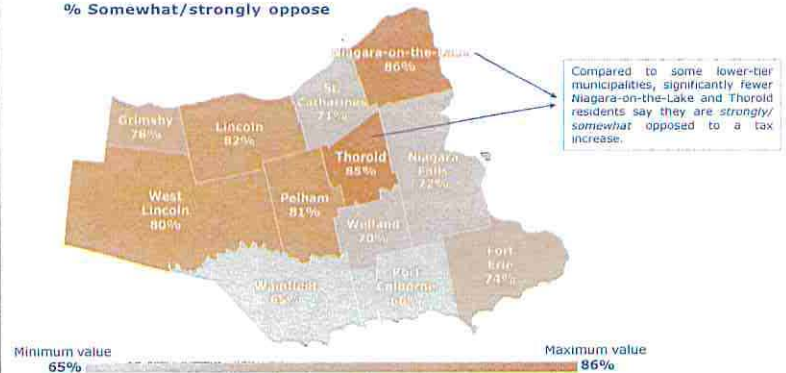 % Somewhat/strongly oppose
Niagara-on-the-Lake
86%
St.
Catharines
71%
Grimsby
78%
Lincoln
82%
Thorold
85%
Niagara
Falls
72%
West
Lincoln
80%
Pelham
81%
Welland
70%
Wainfleet
65%
Port
Colborne
66%
Fort
Erie
74%
Compared to some lower-tier
municipalities, significantly fewer
Niagara-on-the-Lake and Thorold
residents say they are strongly/
somewhat opposed to a tax
increase.
Minimum value
65%
Maximum value
86%